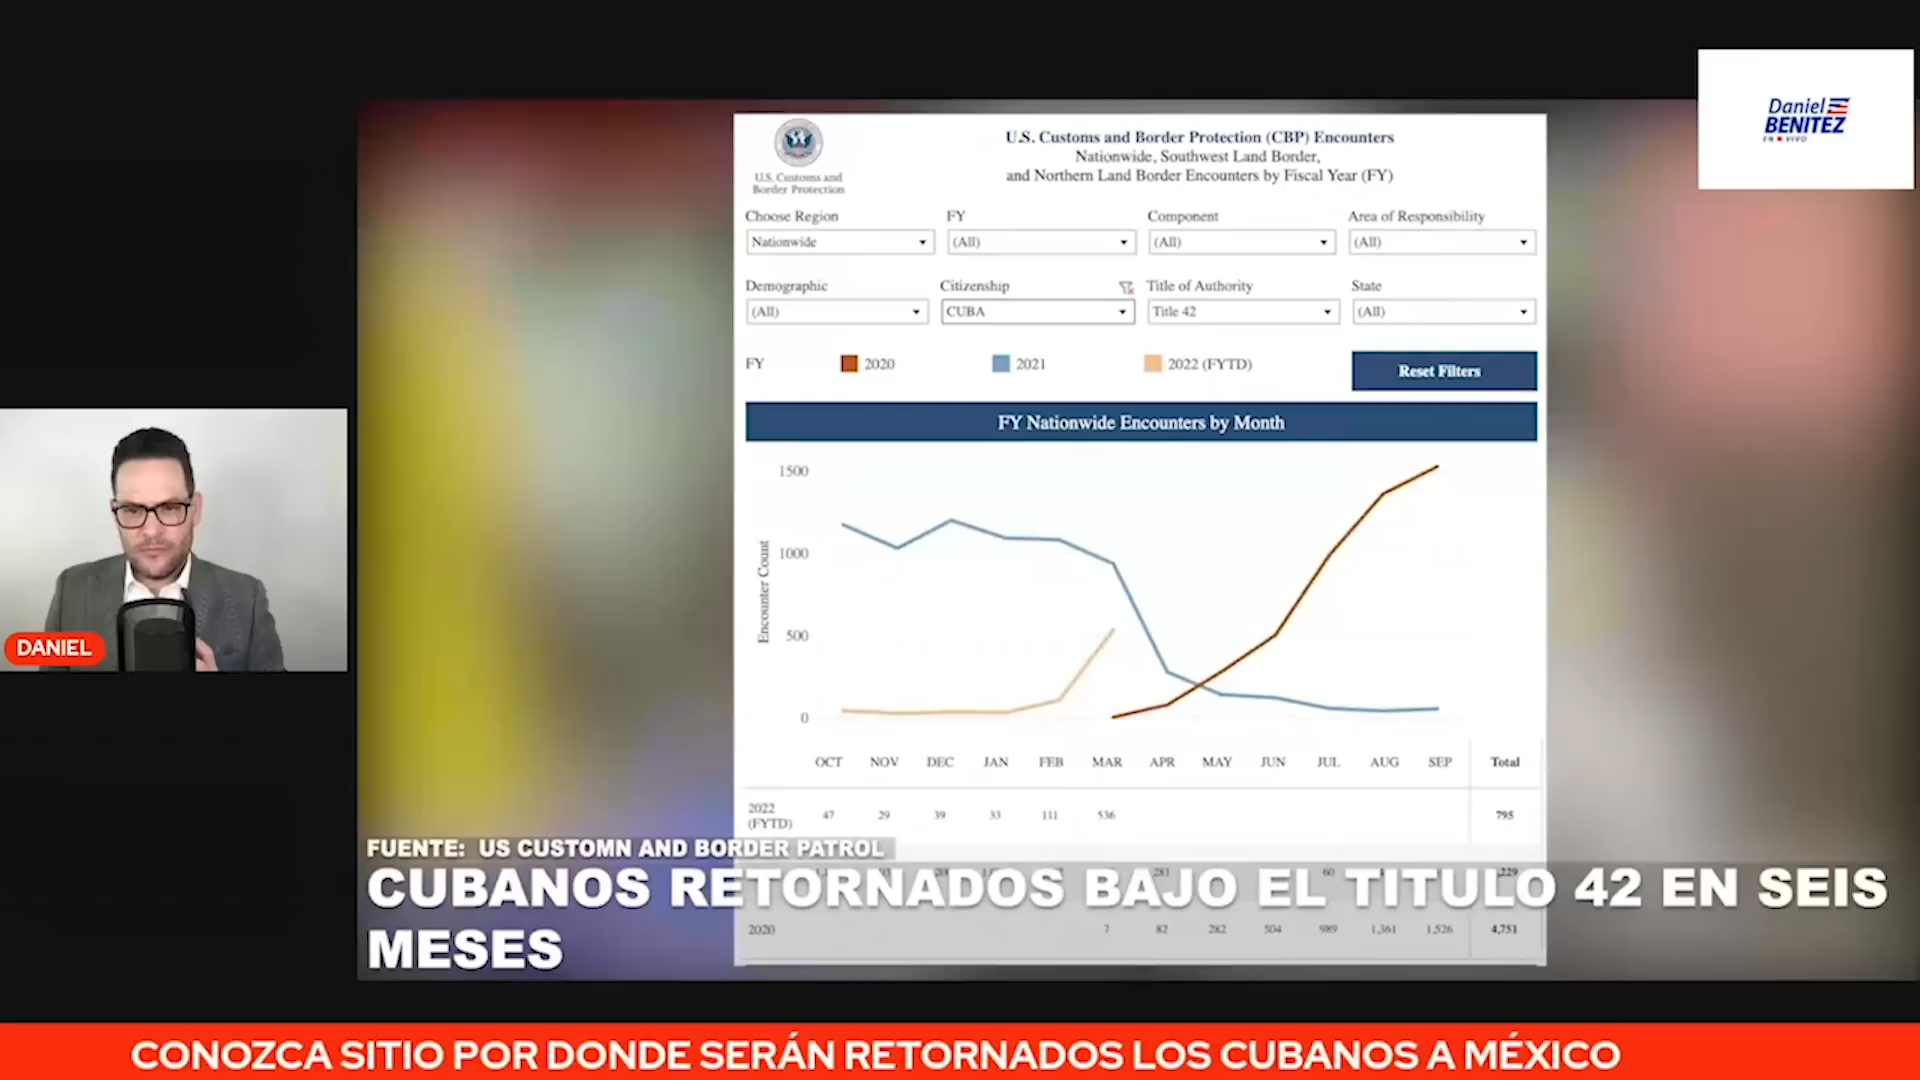 Daniel
BENITEZ
EN VIVO
U.S. Customs and
Border Protection
U.S. Customs and Border Protection (CBP) Encounters
Nationwide, Southwest Land Border,
and Northern Land Border Encounters by Fiscal Year (FY)
Choose Region FY Component Area of Responsibility
Nationwide (All) (All) (All)
Demographic Citizenship Title of Authority State
(All) CUBA Title 42 (All)
FY 2020 2021 2022 (FYTD) Reset Filters
FY Nationwide Encounters by Month
1500
1000
500
0
Encounter Count
OCT NOV DEC JAN FEB MAR APR MAY JUN JUL AUG SEP Total
2022
(FYTD) 47 29 39 33 111 536 795
2020 7 82 282 504 989 1,361 1,526 4,751
DANIEL
FUENTE: US CUSTOMN AND BORDER PATROL
CUBANOS RETORNADOS BAJO EL TITULO 42 EN SEIS
MESES
CONOZCA SITIO POR DONDE SERÁN RETORNADOS LOS CUBANOS A MÉXICO